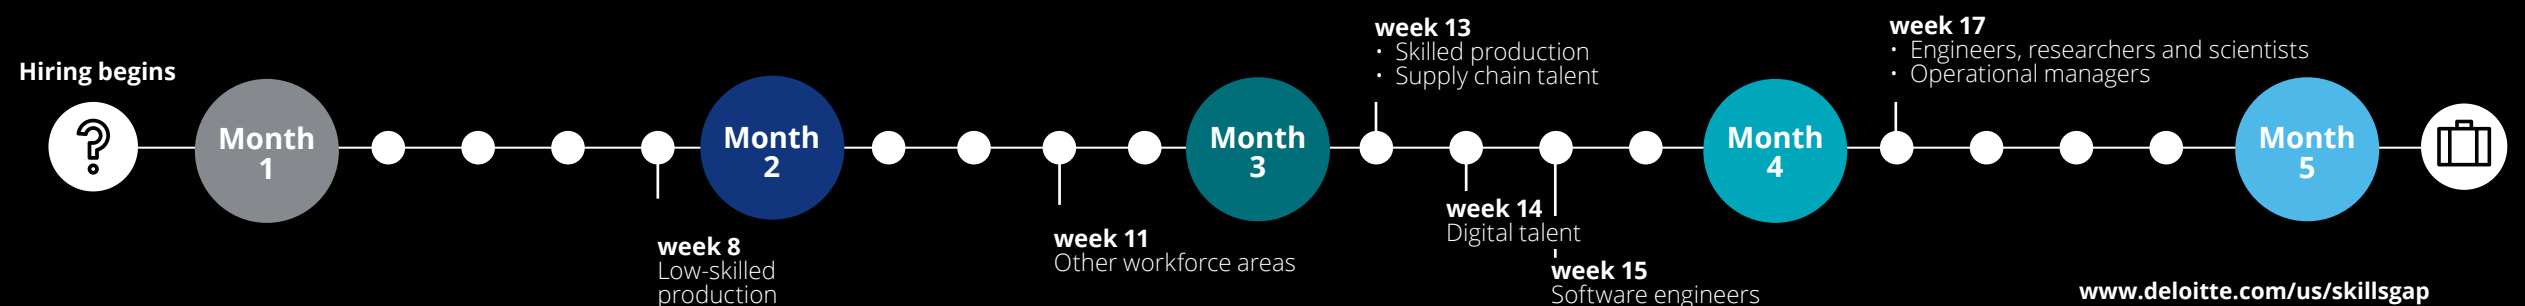 Hiring begins
Month
1
week 8
Low-skilled
production
Month
2
week 11
Other workforce areas
Month
3
week 13
• Skilled production
• Supply chain talent
week 14
Digital talent
week 15
Software engineers
Month
4
week 17
• Engineers, researchers and scientists
• Operational managers
Month
5
www.deloitte.com/us/skillsgap